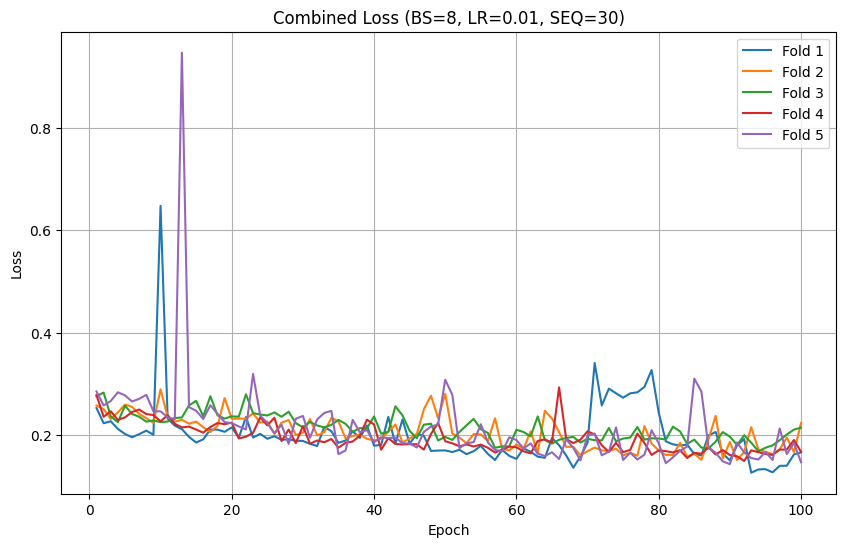 Combined Loss (BS=8, LR=0.01, SEQ=30)
Fold 1
Fold 2
Fold 3
Fold 4
Fold 5
Loss
0.8
0.6
0.4
0.2
0
20
40
60
80
100
Epoch